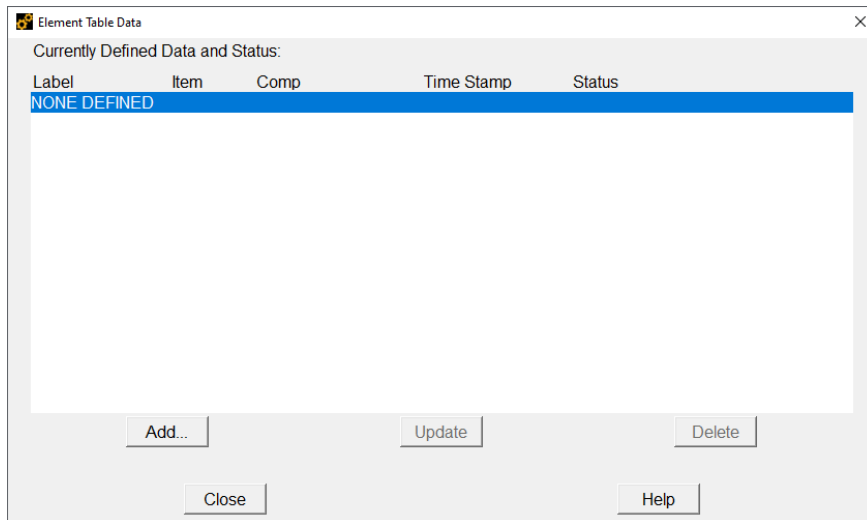 Element Table Data
Currently Defined Data and Status:
Label Item Comp Time Stamp Status
NONE DEFINED
Add... Update Delete
Close Help